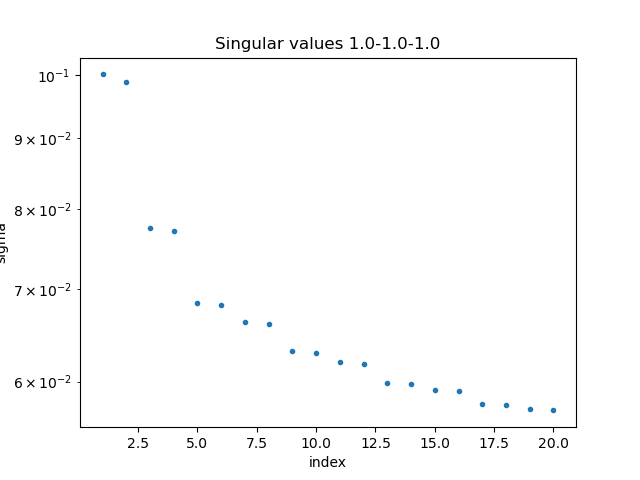 Singular values 1.0-1.0-1.0
10⁻¹
9 × 10⁻²
8 × 10⁻²
7 × 10⁻²
6 × 10⁻²
sigma
2.5 5.0 7.5 10.0 12.5 15.0 17.5 20.0
index